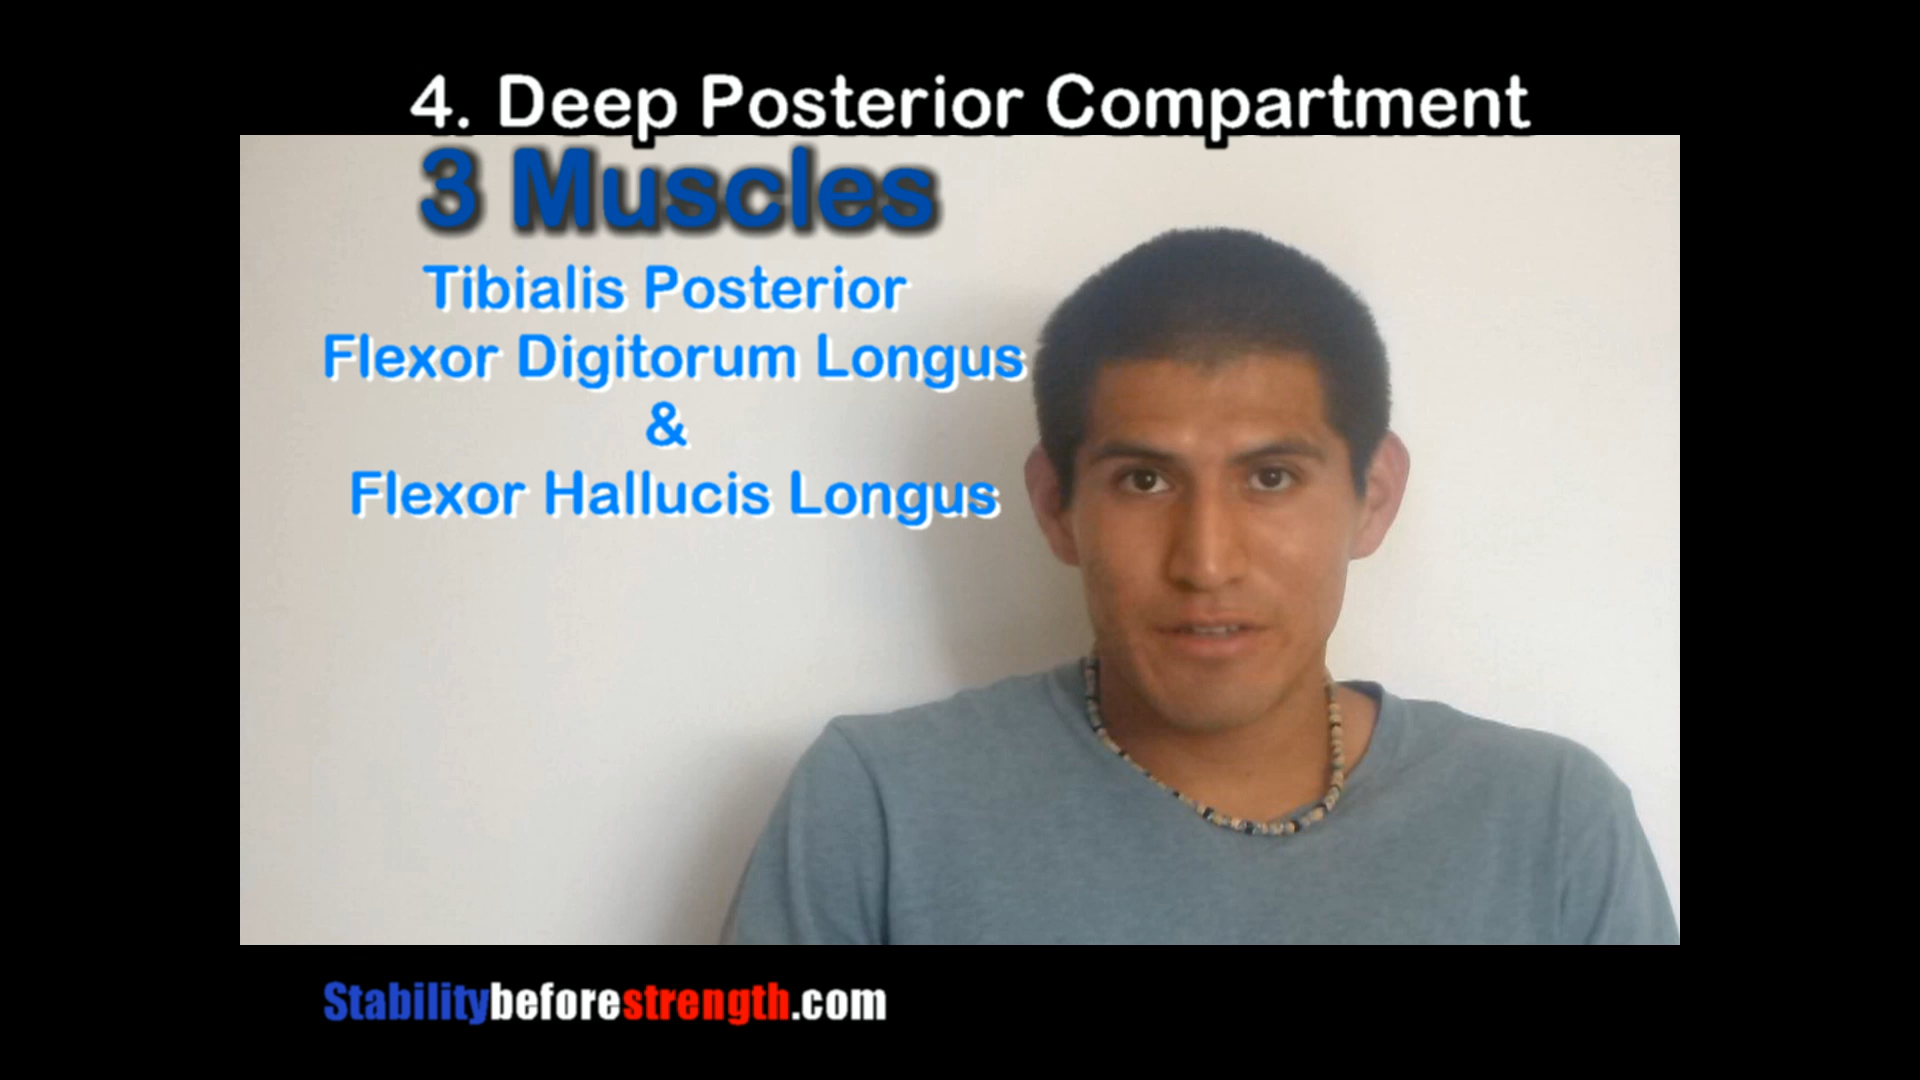 4. Deep Posterior Compartment
3 Muscles
Tibialis Posterior
Flexor Digitorum Longus
&
Flexor Hallucis Longus
Stabilitybeforestrength.com